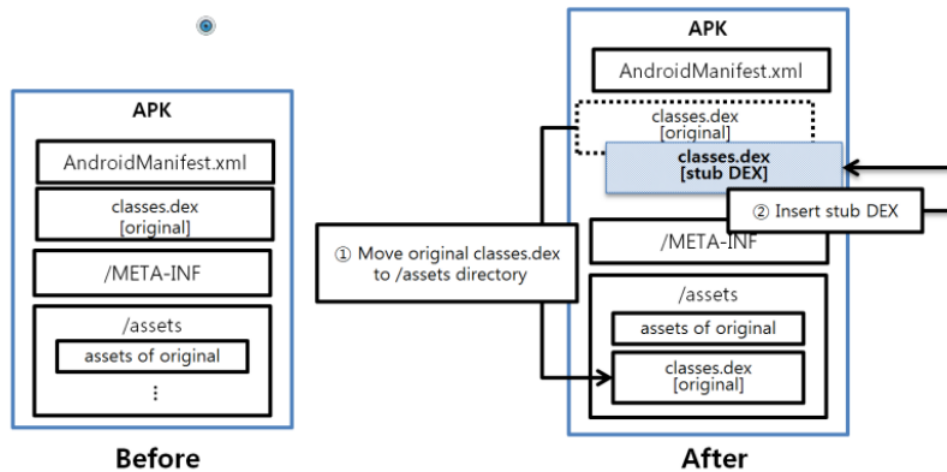 APK
AndroidManifest.xml
classes.dex
[original]
/META-INF
/assets
assets of original
⋮
Before
APK
AndroidManifest.xml
classes.dex
[original]
classes.dex
[stub DEX]
② Insert stub DEX
/META-INF
① Move original classes.dex
to /assets directory
/assets
assets of original
classes.dex
[original]
After